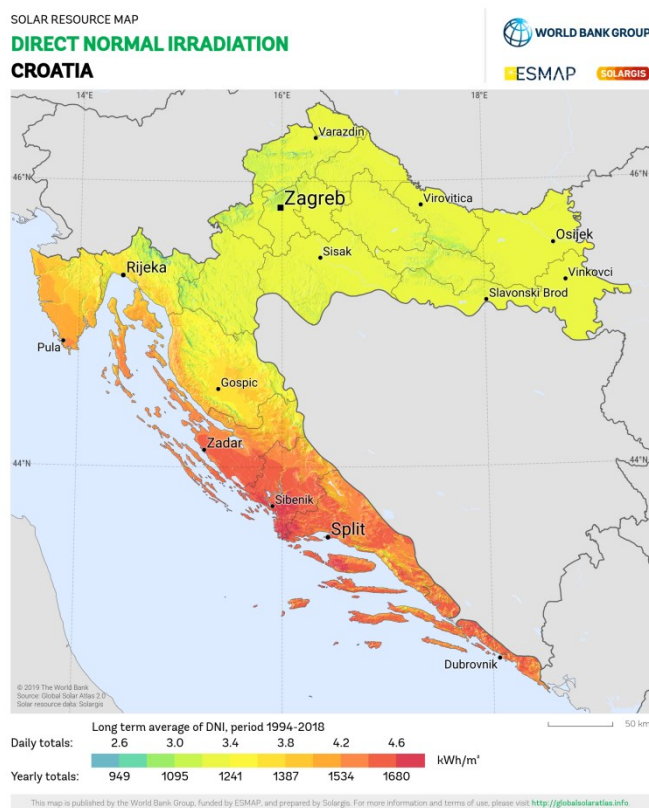 SOLAR RESOURCE MAP
DIRECT NORMAL IRRADIATION
CROATIA
WORLD BANK GROUP
ESMAP
SOLARGIS
14°E
16°E
18°E
Varazdin
46°N
46°N
Zagreb
Virovitica
Osijek
Sisak
Rijeka
Vinkovci
Slavonski Brod
Pula
Gospic
Zadar
44°N
44°N
Sibenik
Split
Dubrovnik
© 2019 The World Bank
Source: Global Solar Atlas 2.0
Solar resource data: Solargis
50 km
Long term average of DNI, period 1994-2018
Daily totals: 2.6 3.0 3.4 3.8 4.2 4.6
kWh/m²
Yearly totals: 949 1095 1241 1387 1534 1680
This map is published by the World Bank Group, funded by ESMAP, and prepared by Solargis. For more information and terms of use, please visit http://globalsolaratlas.info.